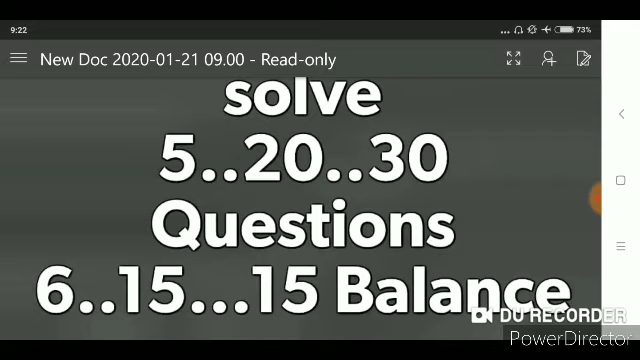 9:22
... 73%
New Doc 2020-01-21 09.00 - Read-only
solve
5..20..30
Questions
6..15...15 Balance
DU RECORDER
PowerDirector